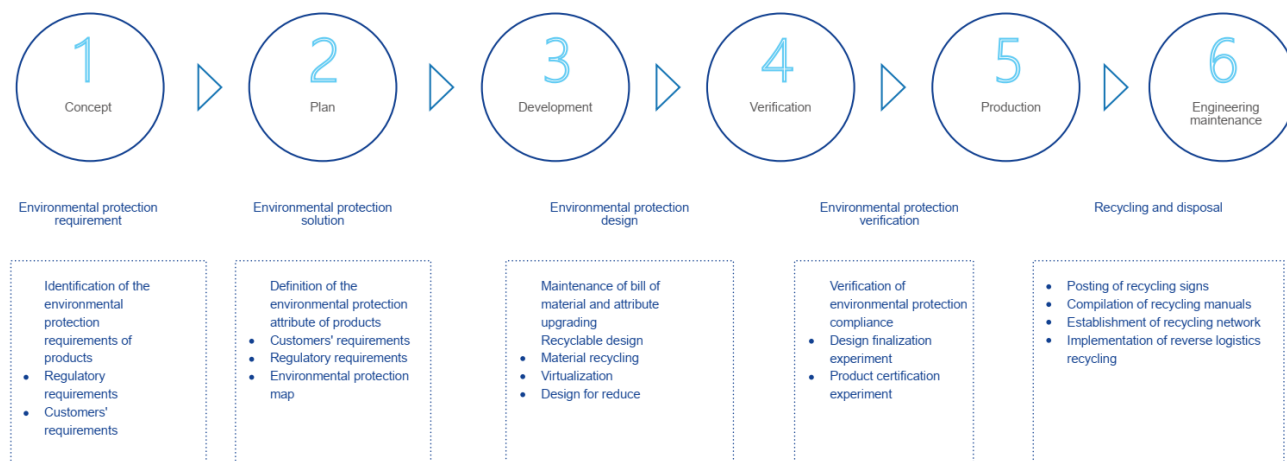 1
Concept
2
Plan
3
Development
4
Verification
5
Production
6
Engineering
maintenance
Environmental protection
requirement
Environmental protection
solution
Environmental protection
design
Environmental protection
verification
Recycling and disposal
Identification of the
environmental
protection
requirements of
products
• Regulatory
requirements
• Customers'
requirements
Definition of the
environmental protection
attribute of products
• Customers' requirements
• Regulatory requirements
• Environmental protection
map
Maintenance of bill of
material and attribute
upgrading
Recyclable design
• Material recycling
• Virtualization
• Design for reduce
Verification of
environmental protection
compliance
• Design finalization
experiment
• Product certification
experiment
• Posting of recycling signs
• Compilation of recycling manuals
• Establishment of recycling network
• Implementation of reverse logistics
recycling